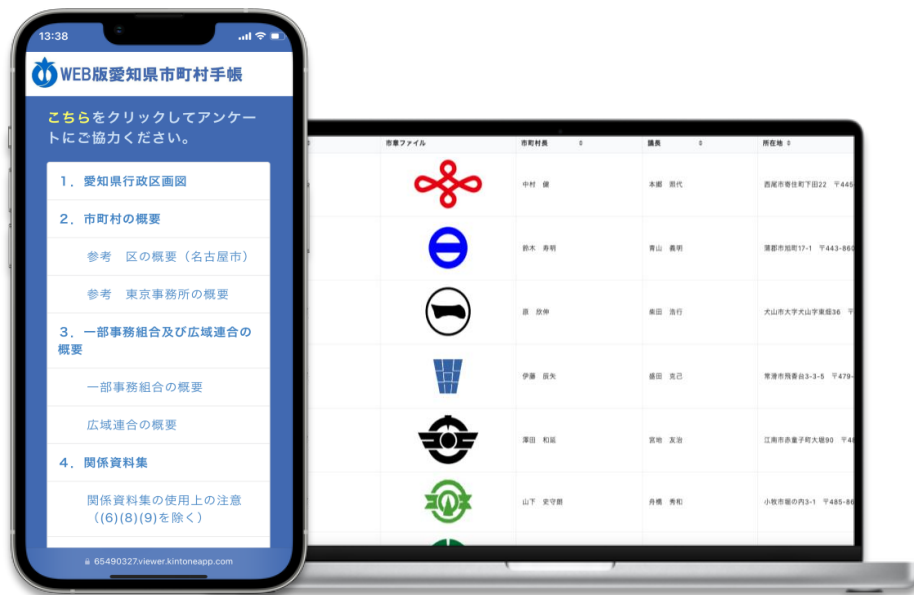 13:38
WEB版愛知県市町村手帳
こちらをクリックしてアンケー
トにご協力ください。
1. 愛知県行政区画図
2. 市町村の概要
参考 区の概要（名古屋市）
参考 東京事務所の概要
3. 一部事務組合及び広域連合の
概要
一部事務組合の概要
広域連合の概要
4. 関係資料集
関係資料集の使用上の注意
（(6)(8)(9)を除く）
65490327.viewer.kintoneapp.com
市章ファイル 市町村長 議長 所在地
中村 健 本郷 照代 西尾市寄住町下田22 〒445
鈴木 寿明 青山 義明 蒲郡市旭町17-1 〒443-860
原 欣伸 柴田 浩行 犬山市大字犬山字東畑36 〒
伊藤 辰矢 盛田 克己 常滑市飛香台3-3-5 〒479-
澤田 和延 宮地 友治 江南市赤童子町大堀90 〒48
山下 史守朗 舟橋 秀和 小牧市堀の内3-1 〒485-86